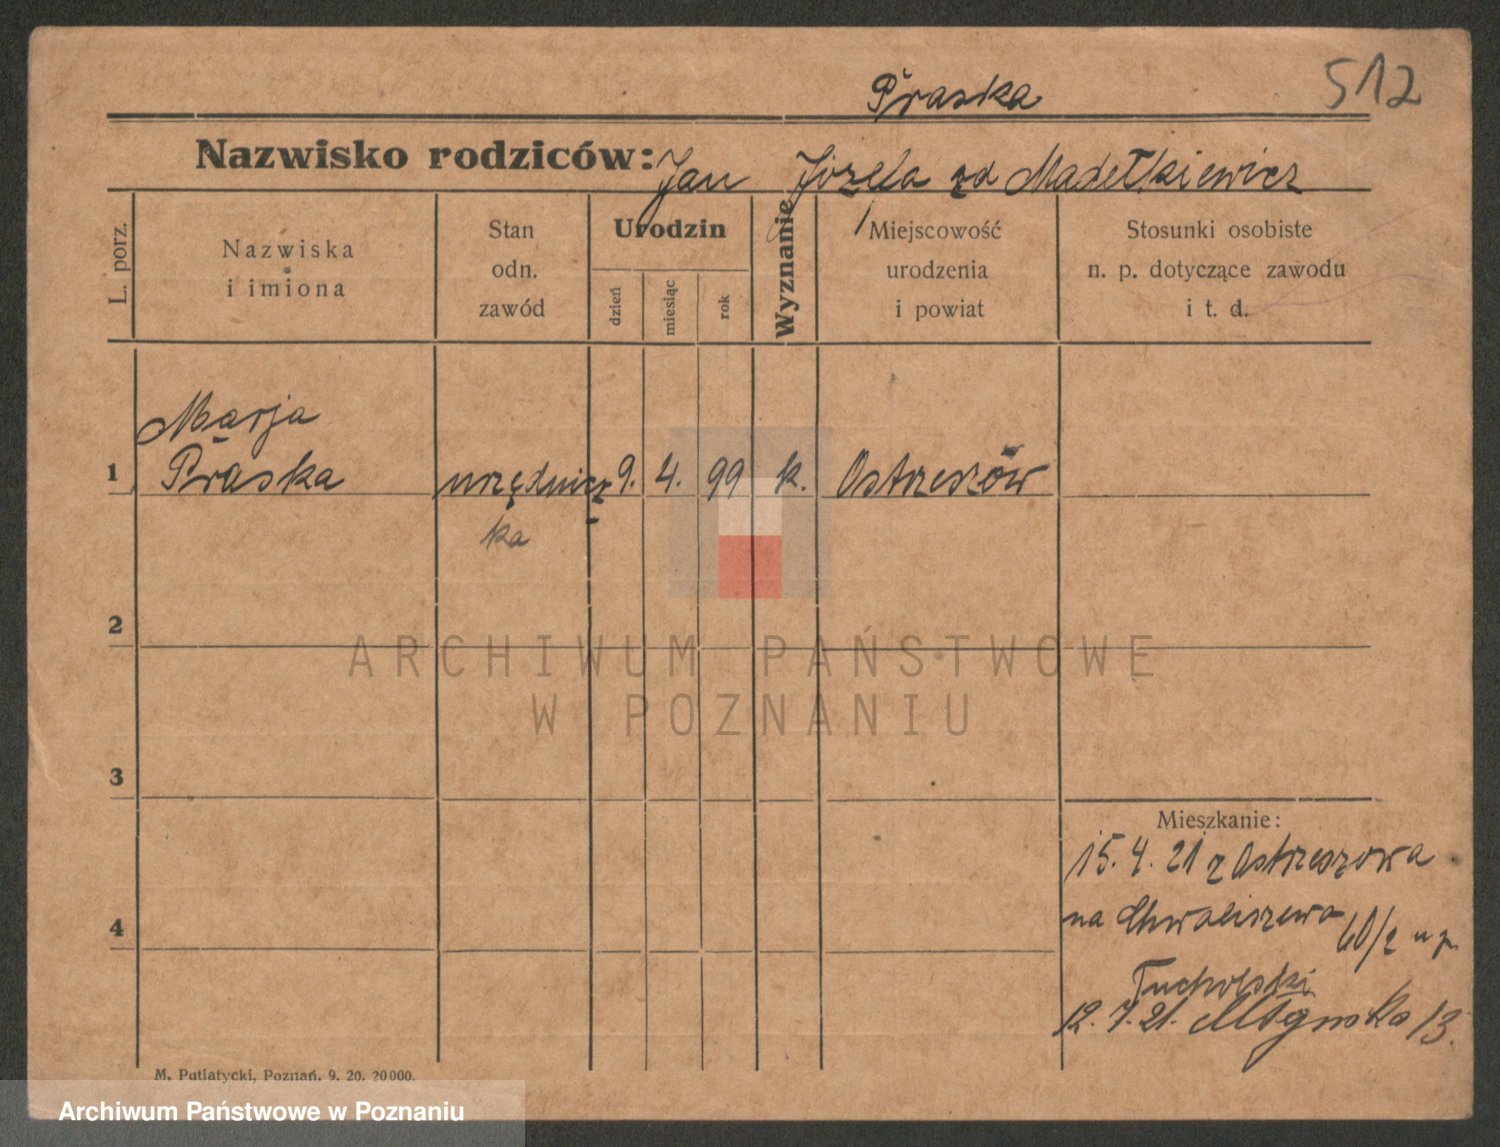 Praska 512
Nazwisko rodziców: Jan Józefa zd
L. porz.
Nazwiska
i imiona
Stan
odn.
zawód
Urodzin
dzień
miesiąc
rok
Wyznanie
Miejscowość
urodzenia
i powiat
Stosunki osobiste
n. p. dotyczące zawodu
i t. d.
Marja
1 Praska urzędnicz 9. 4. 99 k. Ostrzeszów
ka
2
ARCHIWUM PAŃSTWOWE
W POZNANIU
3
Mieszkanie:
15. 4. 21 z Ostrzeszowa
na Chwaliszewo
4
Tucholski
12. 7. 21. 13.
M. Putiatycki, Poznań. 9. 20. 20000.
Archiwum Państwowe w Poznaniu